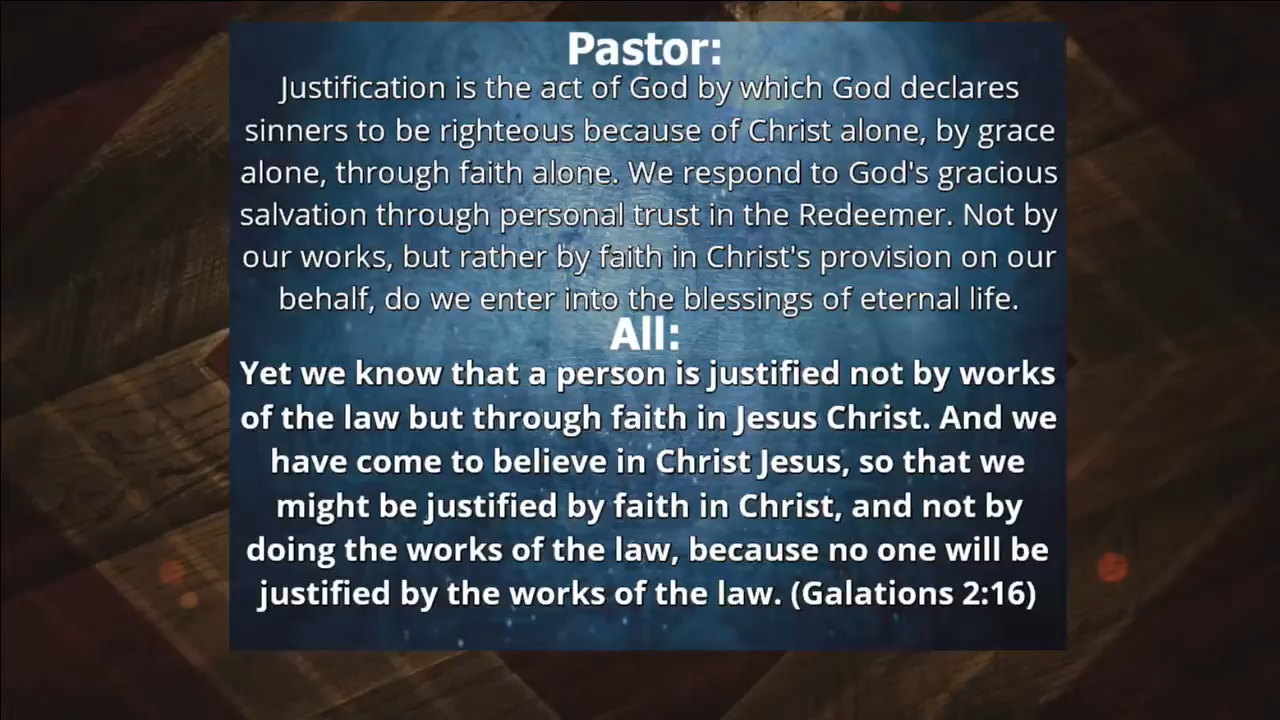 Pastor:
Justification is the act of God by which God declares
sinners to be righteous because of Christ alone, by grace
alone, through faith alone. We respond to God's gracious
salvation through personal trust in the Redeemer. Not by
our works, but rather by faith in Christ's provision on our
behalf, do we enter into the blessings of eternal life.
All:
Yet we know that a person is justified not by works
of the law but through faith in Jesus Christ. And we
have come to believe in Christ Jesus, so that we
might be justified by faith in Christ, and not by
doing the works of the law, because no one will be
justified by the works of the law. (Galations 2:16)